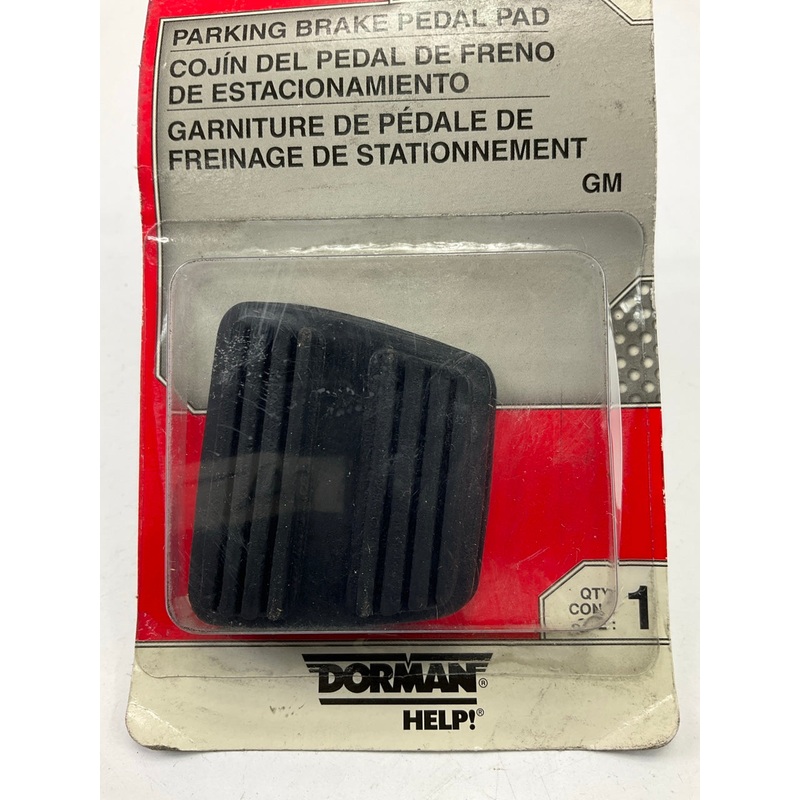 PARKING BRAKE PEDAL PAD
COJÍN DEL PEDAL DE FRENO
DE ESTACIONAMIENTO
GARNITURE DE PÉDALE DE
FREINAGE DE STATIONNEMENT
GM
QTY
CON
1
DORMAN®
HELP!®